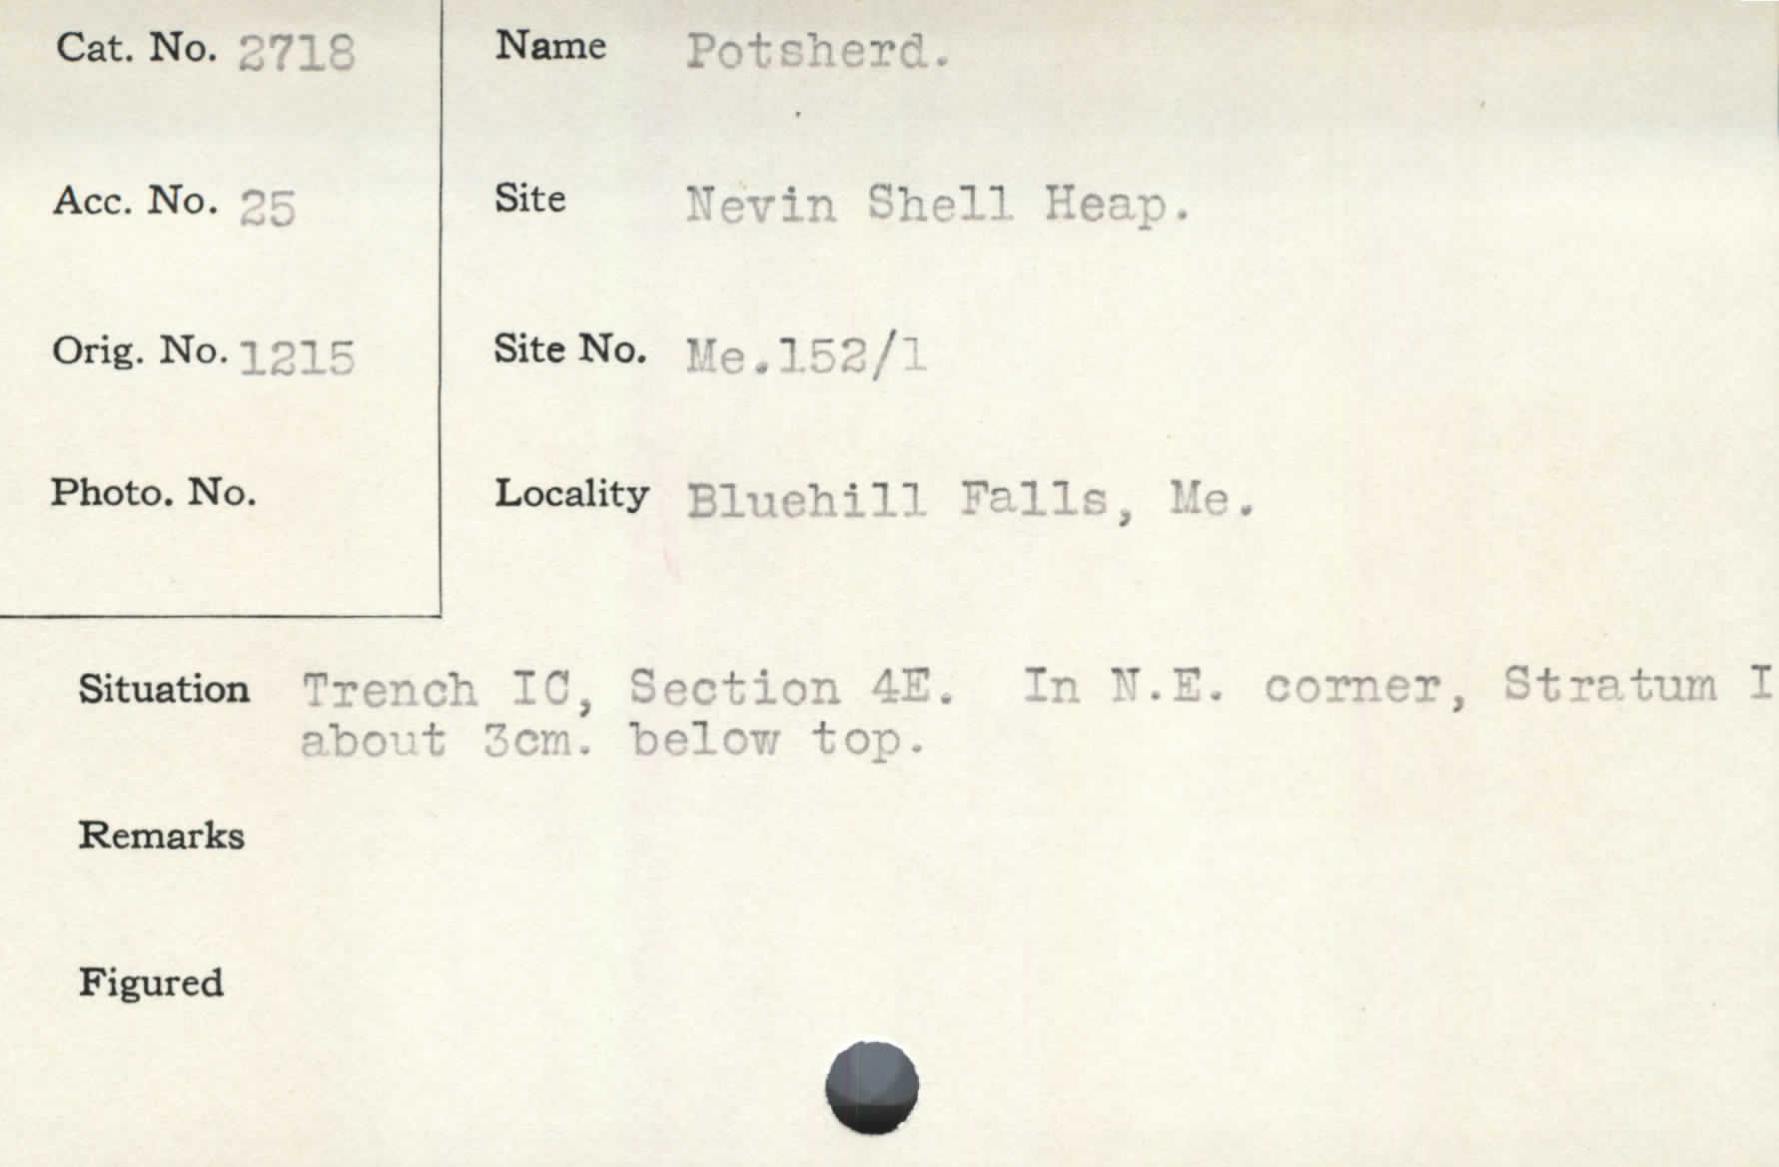 Cat. No. 2718
Acc. No. 25
Orig. No. 1215
Photo. No.
Name Potsherd.
Site Nevin Shell Heap.
Site No. Me.152/1
Locality Bluehill Falls, Me.
Situation Trench IC, Section 4E. In N.E. corner, Stratum I
about 3cm. below top.
Remarks
Figured